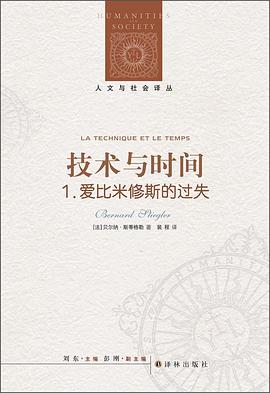 HUMANITIES
AND
SOCIETY
人文与社会译丛
LA TECHNIQUE ET LE TEMPS
技术与时间
1.爱比米修斯的过失
Bernard Stiegler
[法]贝尔纳·斯蒂格勒 著 裴程 译
刘东·主编 彭刚·副主编
译林出版社